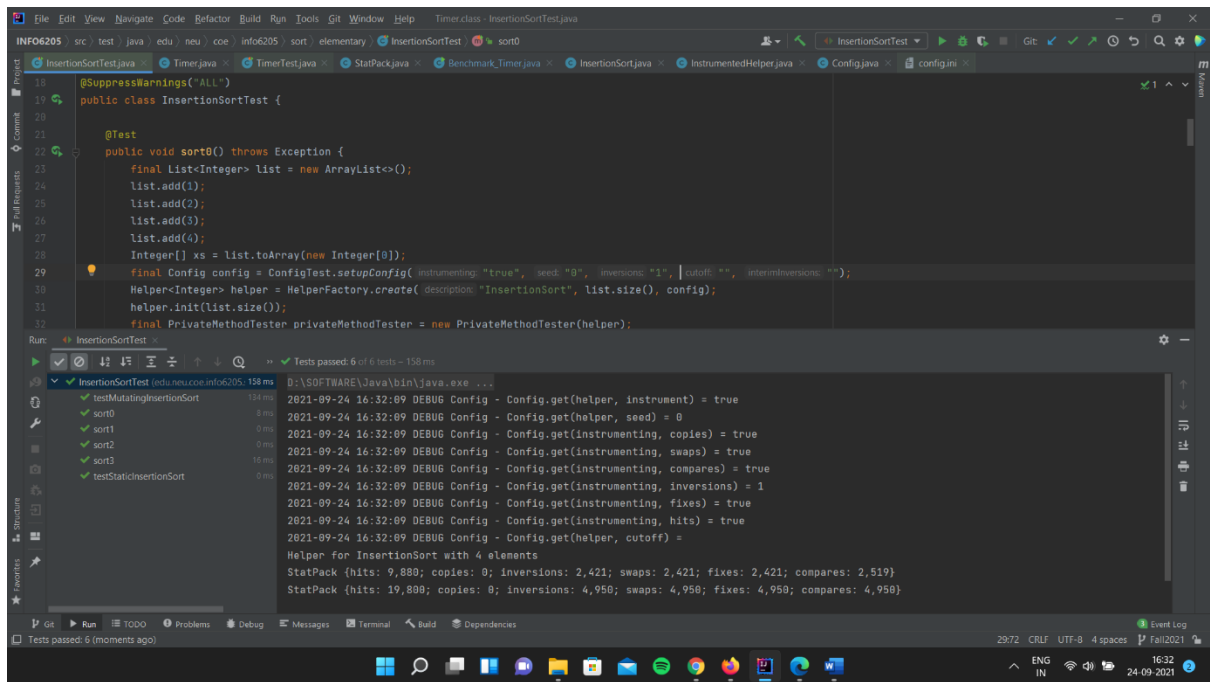 File Edit View Navigate Code Refactor Build Run Tools Git Window Help Timer.class - InsertionSortTest.java
INFO6205 src test java edu neu coe info6205 sort elementary InsertionSortTest sort0 InsertionSortTest Git:
InsertionSortTest.java Timer.java TimerTest.java StatPack.java Benchmark_Timer.java InsertionSort.java InstrumentedHelper.java Config.java config.ini
Project
Commit
Pull Requests
Structure
Favorites
Maven
1
18 @SuppressWarnings("ALL")
19 public class InsertionSortTest {
20
21 @Test
22 public void sort0() throws Exception {
23 final List<Integer> list = new ArrayList<>();
24 list.add(1);
25 list.add(2);
26 list.add(3);
27 list.add(4);
28 Integer[] xs = list.toArray(new Integer[0]);
29 final Config config = ConfigTest.setupConfig( instrumenting: "true", seed: "0", inversions: "1", cutoff: "", interimInversions: "");
30 Helper<Integer> helper = HelperFactory.create( description: "InsertionSort", list.size(), config);
31 helper.init(list.size());
32 final PrivateMethodTester privateMethodTester = new PrivateMethodTester(helper);
Run: InsertionSortTest
Tests passed: 6 of 6 tests – 158 ms
InsertionSortTest (edu.neu.coe.info6205. 158 ms
testMutatingInsertionSort 134 ms
sort0 8 ms
sort1 0 ms
sort2 0 ms
sort3 16 ms
testStaticInsertionSort 0 ms
D:\SOFTWARE\Java\bin\java.exe ...
2021-09-24 16:32:09 DEBUG Config - Config.get(helper, instrument) = true
2021-09-24 16:32:09 DEBUG Config - Config.get(helper, seed) = 0
2021-09-24 16:32:09 DEBUG Config - Config.get(instrumenting, copies) = true
2021-09-24 16:32:09 DEBUG Config - Config.get(instrumenting, swaps) = true
2021-09-24 16:32:09 DEBUG Config - Config.get(instrumenting, compares) = true
2021-09-24 16:32:09 DEBUG Config - Config.get(instrumenting, inversions) = 1
2021-09-24 16:32:09 DEBUG Config - Config.get(instrumenting, fixes) = true
2021-09-24 16:32:09 DEBUG Config - Config.get(instrumenting, hits) = true
2021-09-24 16:32:09 DEBUG Config - Config.get(helper, cutoff) =
Helper for InsertionSort with 4 elements
StatPack {hits: 9,880; copies: 0; inversions: 2,421; swaps: 2,421; fixes: 2,421; compares: 2,519}
StatPack {hits: 19,800; copies: 0; inversions: 4,950; swaps: 4,950; fixes: 4,950; compares: 4,950}
Git Run TODO Problems Debug Messages Terminal Build Dependencies 1 Event Log
Tests passed: 6 (moments ago) 29:72 CRLF UTF-8 4 spaces Fall2021
ENG IN 16:32 24-09-2021 2